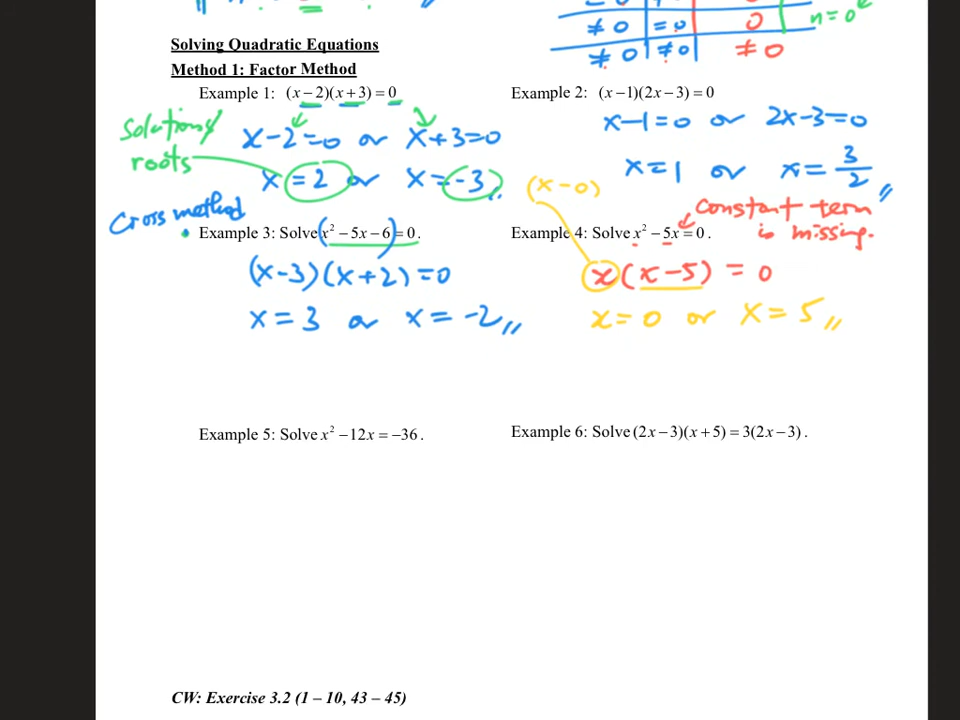 ≠ 0 | = 0 | 0 | n = 0
≠ 0 | ≠ 0 | ≠ 0
Solving Quadratic Equations
Method 1: Factor Method
Example 1: (x − 2)(x + 3) = 0
Example 2: (x − 1)(2x − 3) = 0
Solutions/
roots
x−2=0 or x+3=0
x=2 or x=−3
x−1=0 or 2x−3=0
x=1 or x=3/2
Cross method
(x−0)
Constant term
is missing.
Example 3: Solve (x² − 5x − 6) = 0.
Example 4: Solve x² − 5x = 0.
(x−3)(x+2)=0
x=3 or x=−2
x(x−5) = 0
x=0 or x=5
Example 5: Solve x² − 12x = −36.
Example 6: Solve (2x − 3)(x + 5) = 3(2x − 3).
CW: Exercise 3.2 (1 – 10, 43 – 45)